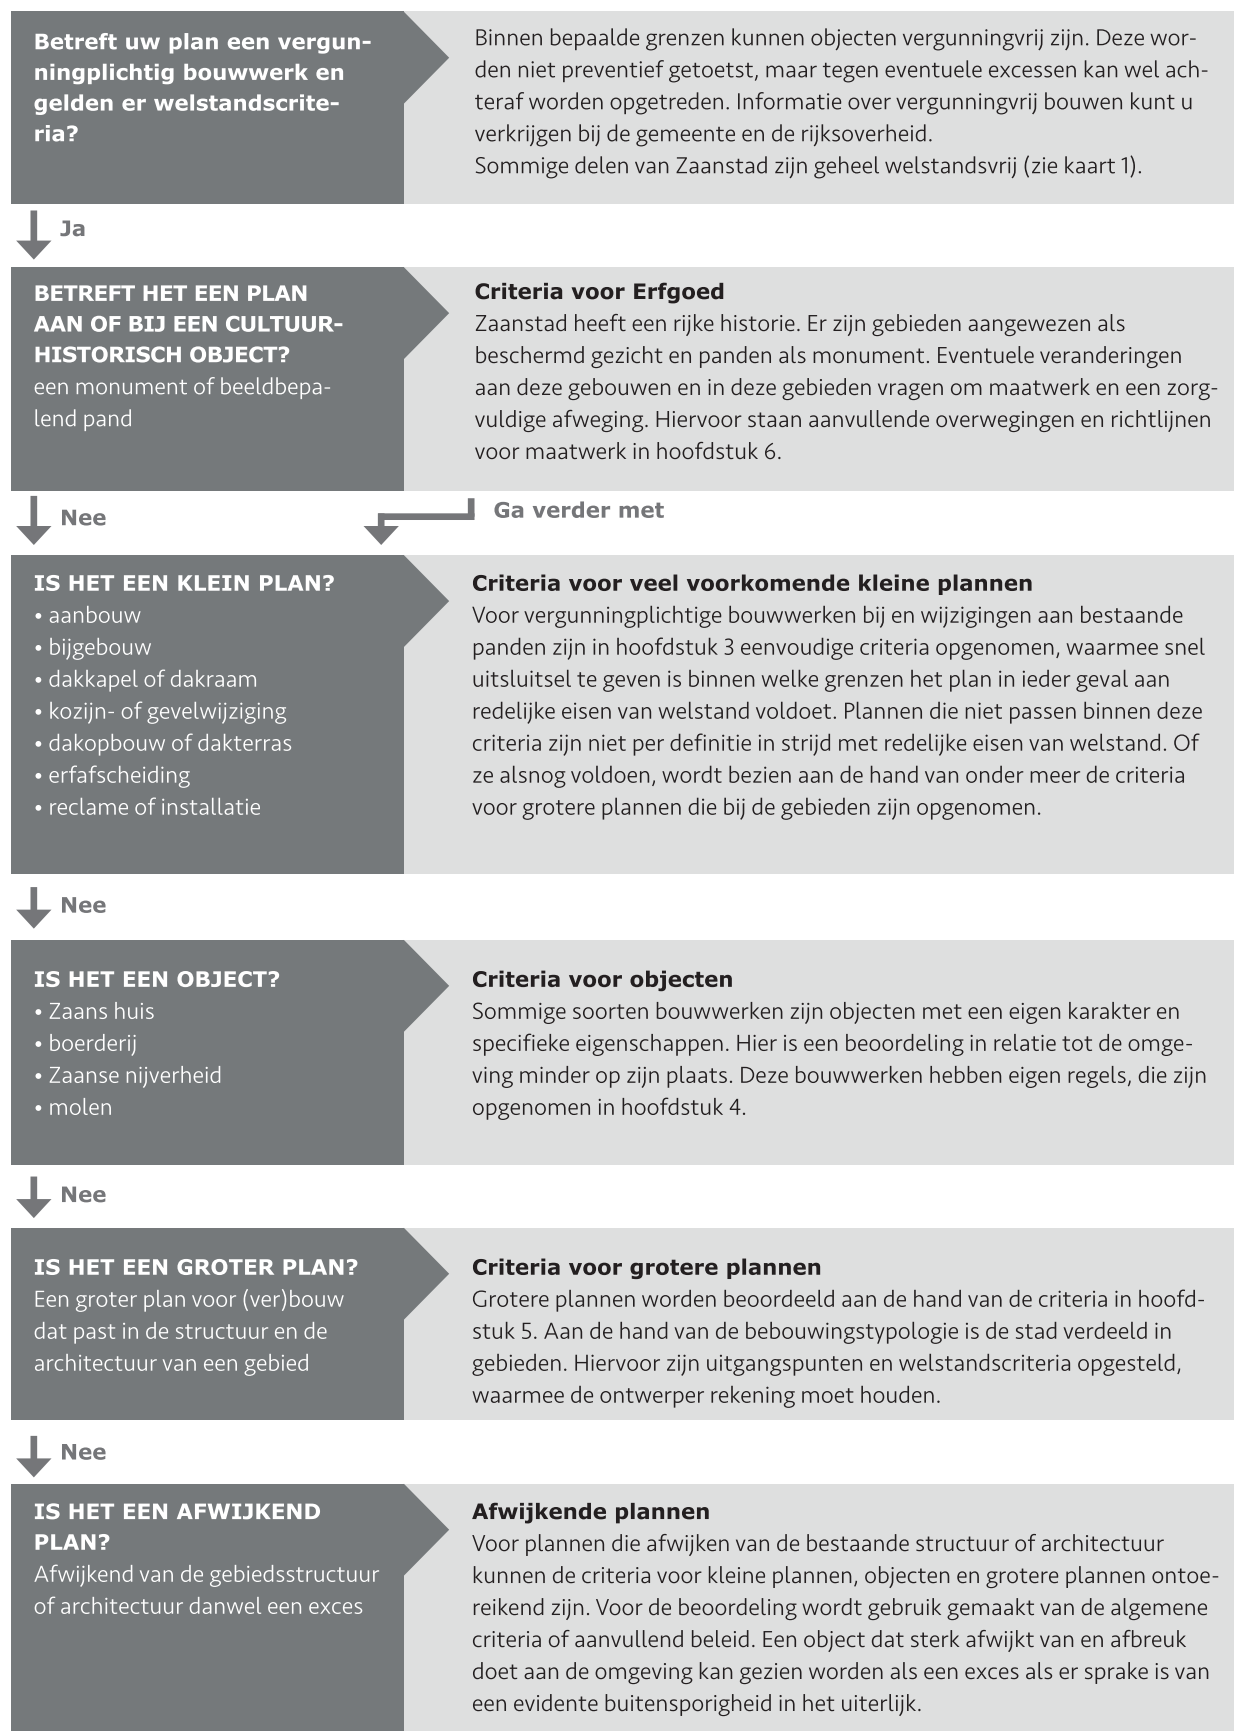 Betreft uw plan een vergun-
ningplichtig bouwwerk en
gelden er welstandscrite-
ria?
Binnen bepaalde grenzen kunnen objecten vergunningvrij zijn. Deze wor-
den niet preventief getoetst, maar tegen eventuele excessen kan wel ach-
teraf worden opgetreden. Informatie over vergunningvrij bouwen kunt u
verkrijgen bij de gemeente en de rijksoverheid.
Sommige delen van Zaanstad zijn geheel welstandsvrij (zie kaart 1).
Ja
BETREFT HET EEN PLAN
AAN OF BIJ EEN CULTUUR-
HISTORISCH OBJECT?
een monument of beeldbepa-
lend pand
Criteria voor Erfgoed
Zaanstad heeft een rijke historie. Er zijn gebieden aangewezen als
beschermd gezicht en panden als monument. Eventuele veranderingen
aan deze gebouwen en in deze gebieden vragen om maatwerk en een zorg-
vuldige afweging. Hiervoor staan aanvullende overwegingen en richtlijnen
voor maatwerk in hoofdstuk 6.
Nee
Ga verder met
IS HET EEN KLEIN PLAN?
• aanbouw
• bijgebouw
• dakkapel of dakraam
• kozijn- of gevelwijziging
• dakopbouw of dakterras
• erfafscheiding
• reclame of installatie
Criteria voor veel voorkomende kleine plannen
Voor vergunningplichtige bouwwerken bij en wijzigingen aan bestaande
panden zijn in hoofdstuk 3 eenvoudige criteria opgenomen, waarmee snel
uitsluitsel te geven is binnen welke grenzen het plan in ieder geval aan
redelijke eisen van welstand voldoet. Plannen die niet passen binnen deze
criteria zijn niet per definitie in strijd met redelijke eisen van welstand. Of
ze alsnog voldoen, wordt bezien aan de hand van onder meer de criteria
voor grotere plannen die bij de gebieden zijn opgenomen.
Nee
IS HET EEN OBJECT?
• Zaans huis
• boerderij
• Zaanse nijverheid
• molen
Criteria voor objecten
Sommige soorten bouwwerken zijn objecten met een eigen karakter en
specifieke eigenschappen. Hier is een beoordeling in relatie tot de omge-
ving minder op zijn plaats. Deze bouwwerken hebben eigen regels, die zijn
opgenomen in hoofdstuk 4.
Nee
IS HET EEN GROTER PLAN?
Een groter plan voor (ver)bouw
dat past in de structuur en de
architectuur van een gebied
Criteria voor grotere plannen
Grotere plannen worden beoordeeld aan de hand van de criteria in hoofd-
stuk 5. Aan de hand van de bebouwingstypologie is de stad verdeeld in
gebieden. Hiervoor zijn uitgangspunten en welstandscriteria opgesteld,
waarmee de ontwerper rekening moet houden.
Nee
IS HET EEN AFWIJKEND
PLAN?
Afwijkend van de gebiedsstructuur
of architectuur danwel een exces
Afwijkende plannen
Voor plannen die afwijken van de bestaande structuur of architectuur
kunnen de criteria voor kleine plannen, objecten en grotere plannen ontoe-
reikend zijn. Voor de beoordeling wordt gebruik gemaakt van de algemene
criteria of aanvullend beleid. Een object dat sterk afwijkt van en afbreuk
doet aan de omgeving kan gezien worden als een exces als er sprake is van
een evidente buitensporigheid in het uiterlijk.